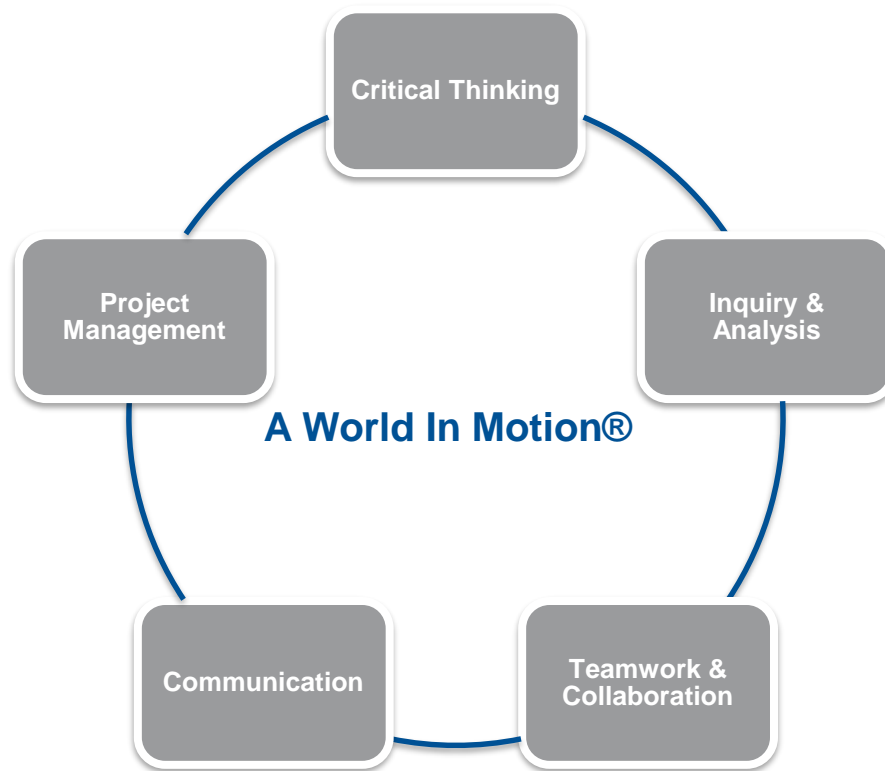 Critical Thinking
Project
Management
Inquiry &
Analysis
A World In Motion®
Communication
Teamwork &
Collaboration